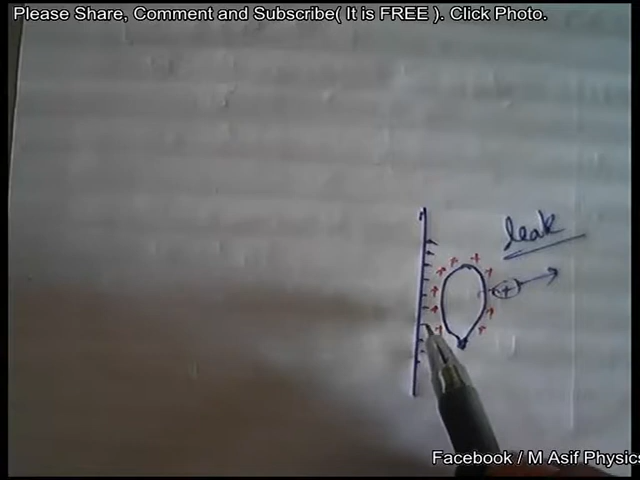 Please Share, Comment and Subscribe( It is FREE ). Click Photo.
leak
+
Facebook / M Asif Physics